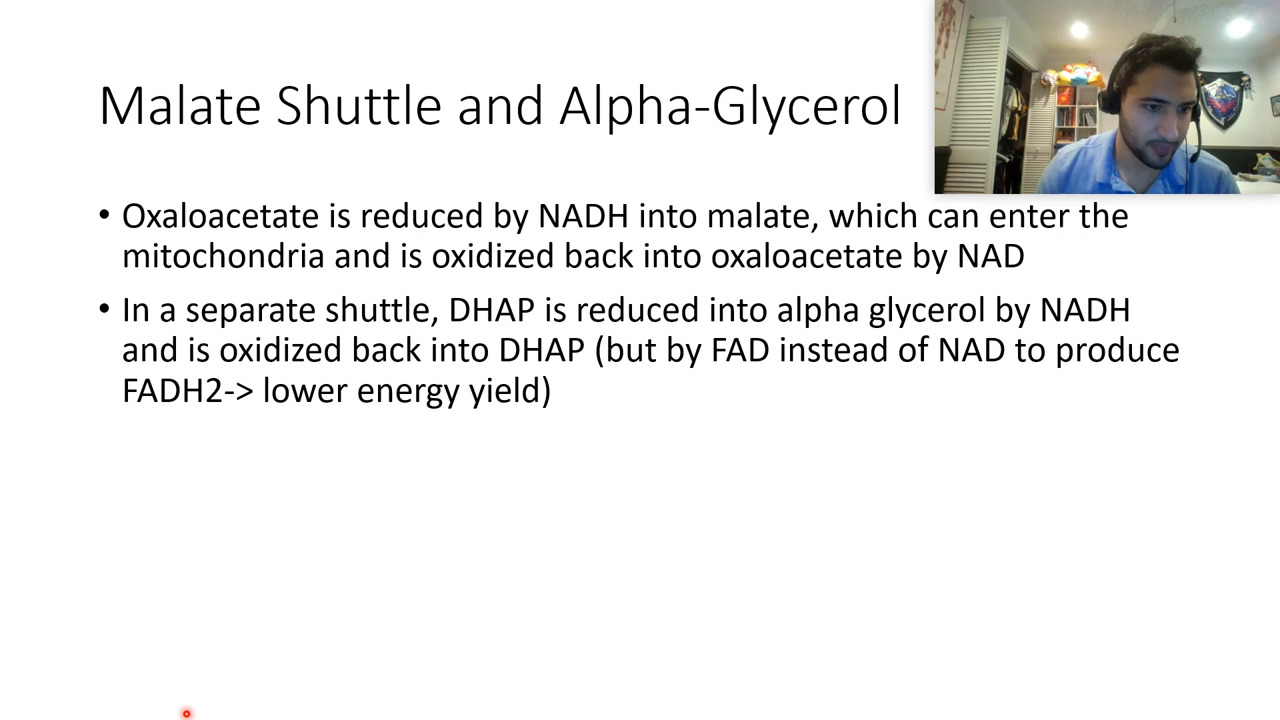 Malate Shuttle and Alpha-Glycerol
• Oxaloacetate is reduced by NADH into malate, which can enter the
mitochondria and is oxidized back into oxaloacetate by NAD
• In a separate shuttle, DHAP is reduced into alpha glycerol by NADH
and is oxidized back into DHAP (but by FAD instead of NAD to produce
FADH2-> lower energy yield)